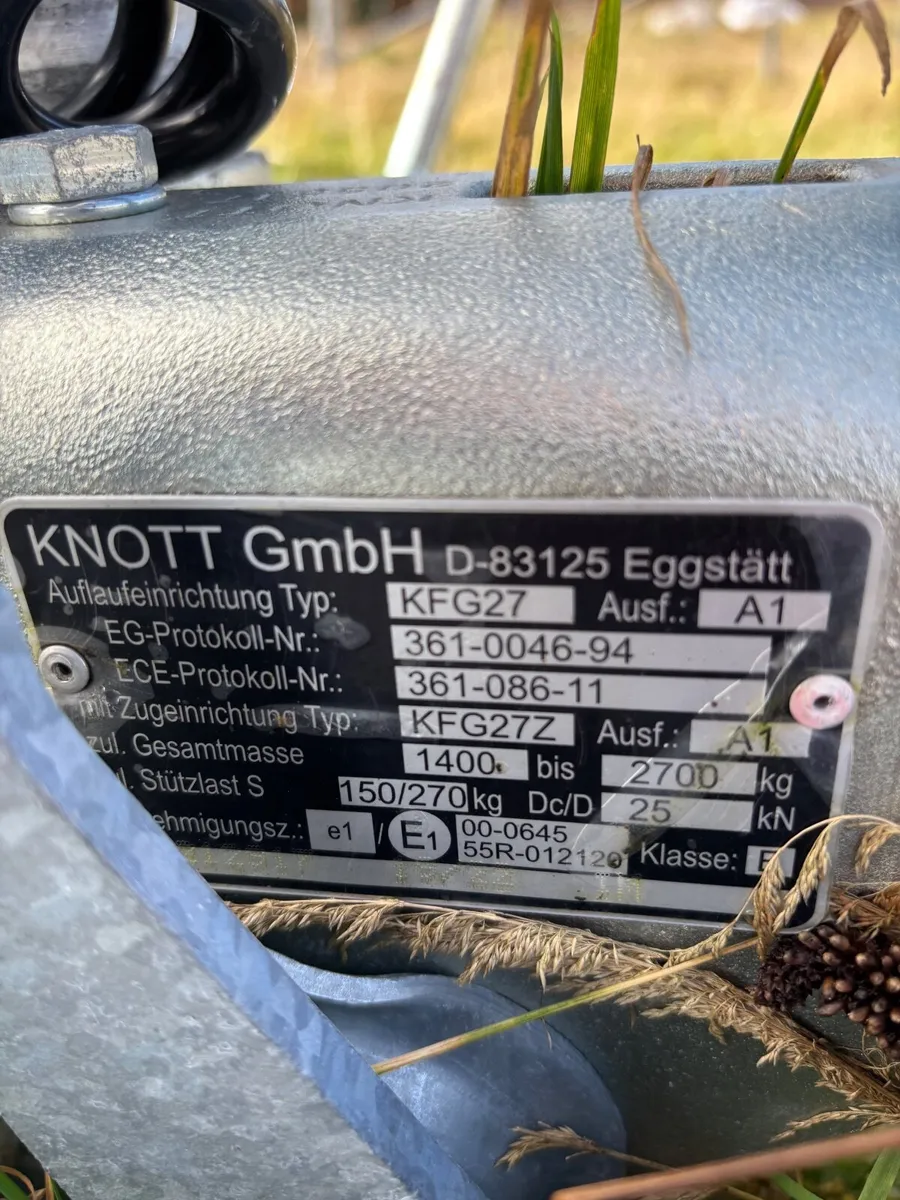 KNOTT GmbH D-83125 Eggstätt
Auflaufeinrichtung Typ: KFG27 Ausf.: A1
EG-Protokoll-Nr.: 361-0046-94
ECE-Protokoll-Nr.: 361-086-11
mit Zugeinrichtung Typ: KFG27Z Ausf.: A1
zul. Gesamtmasse 1400 bis 2700 kg
Stützlast S 150/270 kg Dc/D 25 kN
ehmigungsz.: e1 / E1 00-0645
55R-012120 Klasse: